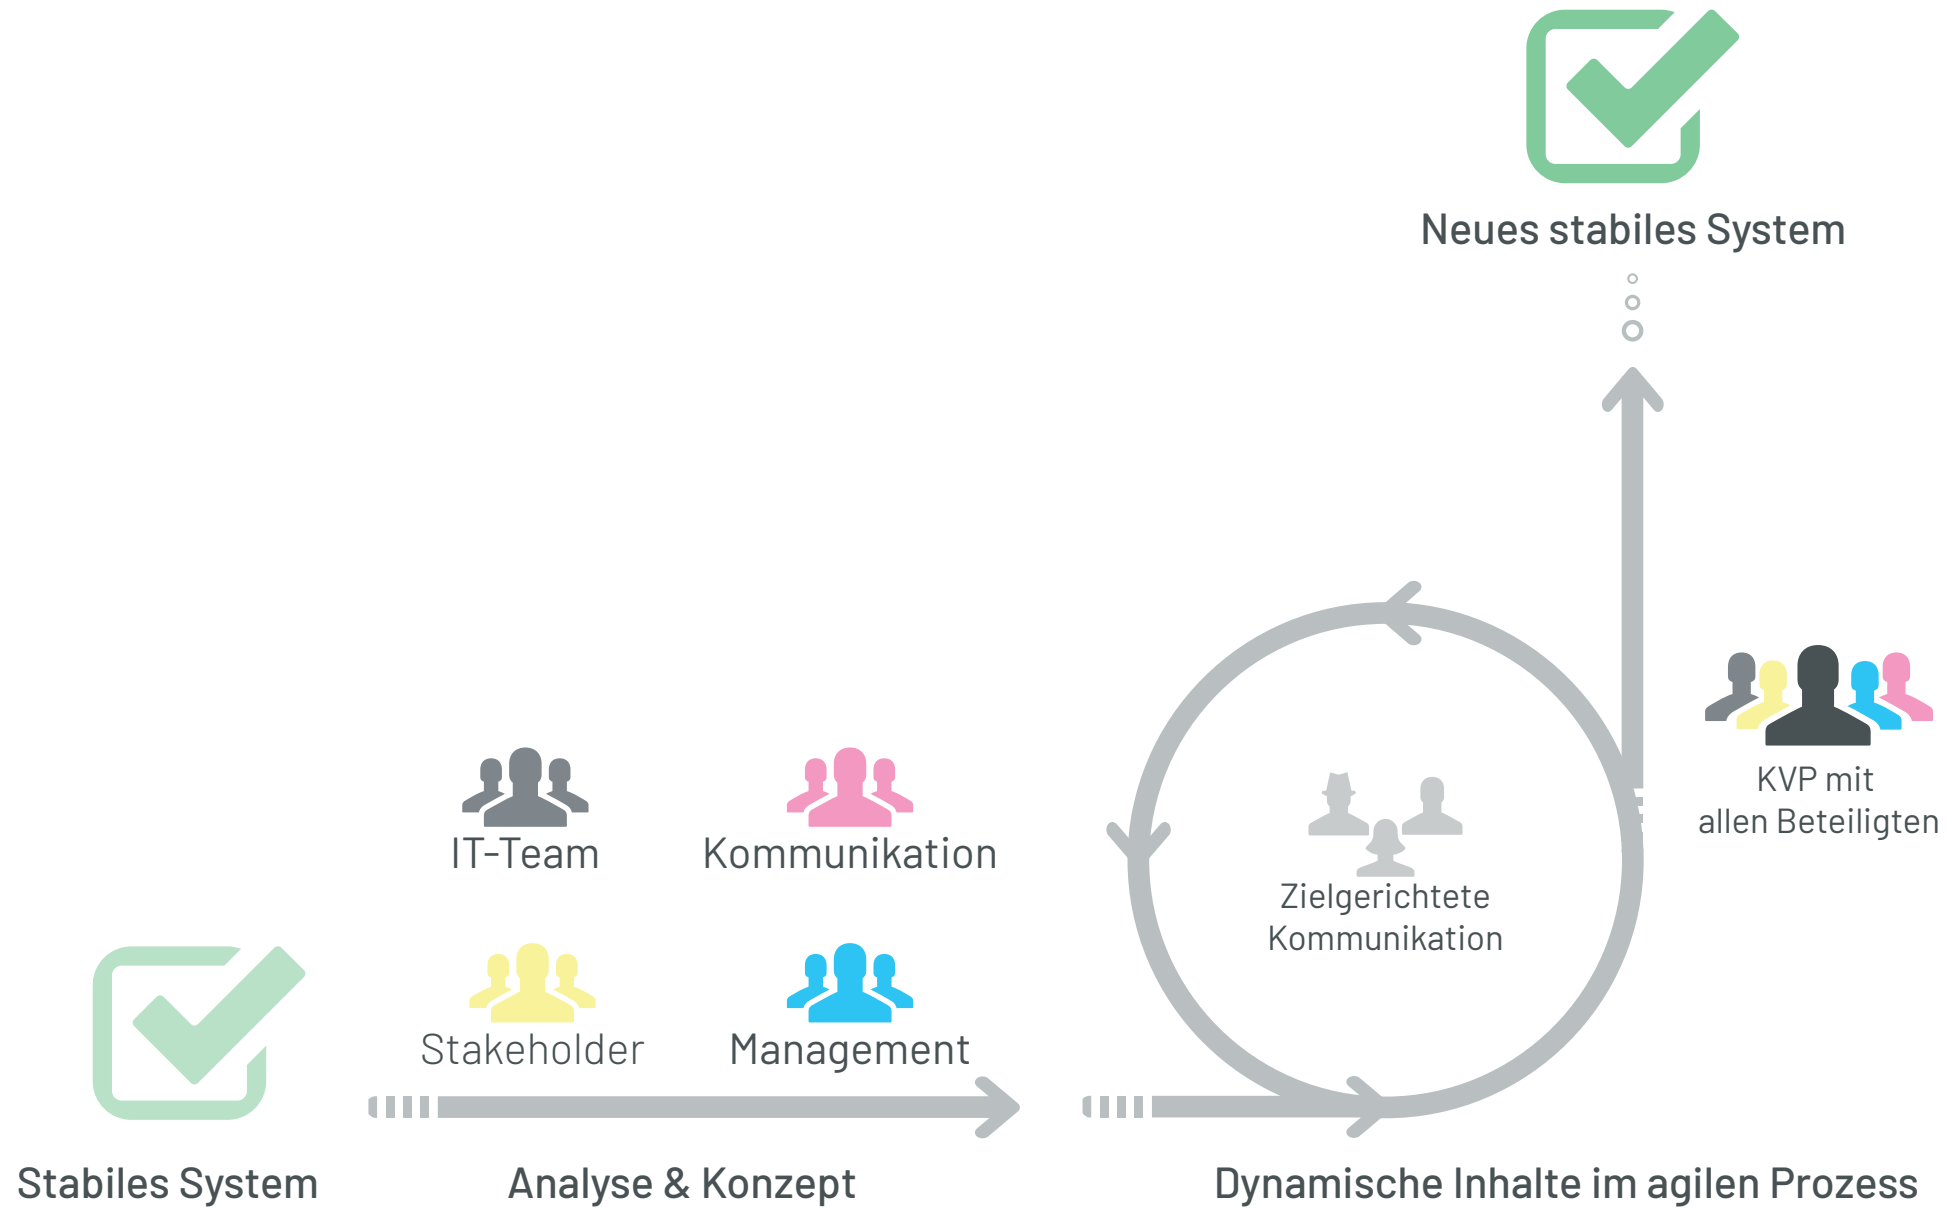 Neues stabiles System
KVP mit
allen Beteiligten
IT-Team
Kommunikation
Zielgerichtete
Kommunikation
Stakeholder
Management
Stabiles System
Analyse & Konzept
Dynamische Inhalte im agilen Prozess